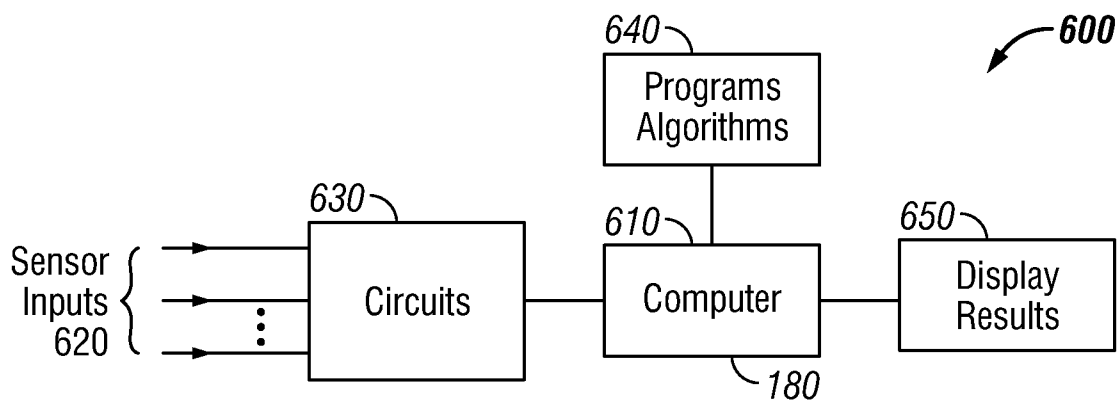 640
600
Programs
Algorithms
630
610
650
Sensor
Inputs
620
Circuits
Computer
Display
Results
180